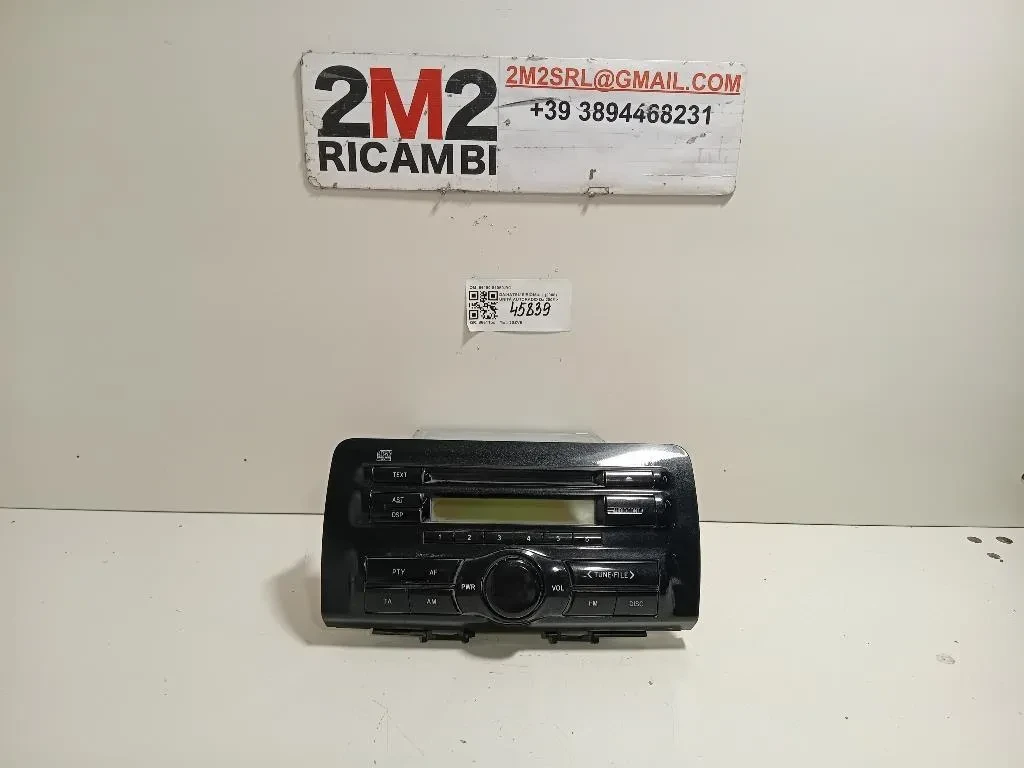 2M2
RICAMBI
2M2SRL@GMAIL.COM
+39 3894468231
45839
TEXT
AST
DSP
1 2 3 4 5 6
PTY AF
TA AM
PWR
VOL
TUNE·FILE
FM DISC